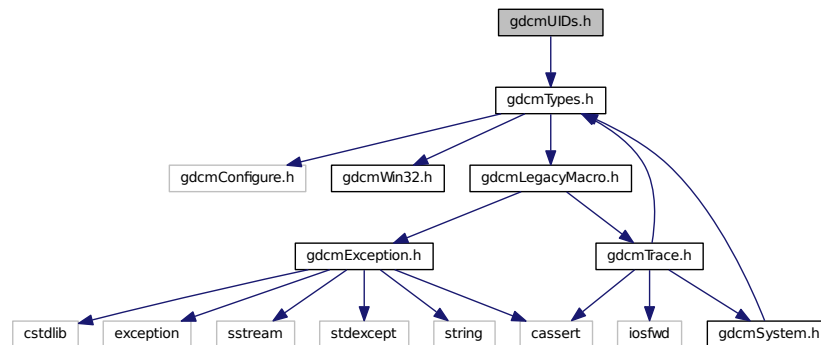 gdcmUIDs.h
gdcmTypes.h
gdcmConfigure.h
gdcmWin32.h
gdcmLegacyMacro.h
gdcmException.h
gdcmTrace.h
cstdlib
exception
sstream
stdexcept
string
cassert
iosfwd
gdcmSystem.h